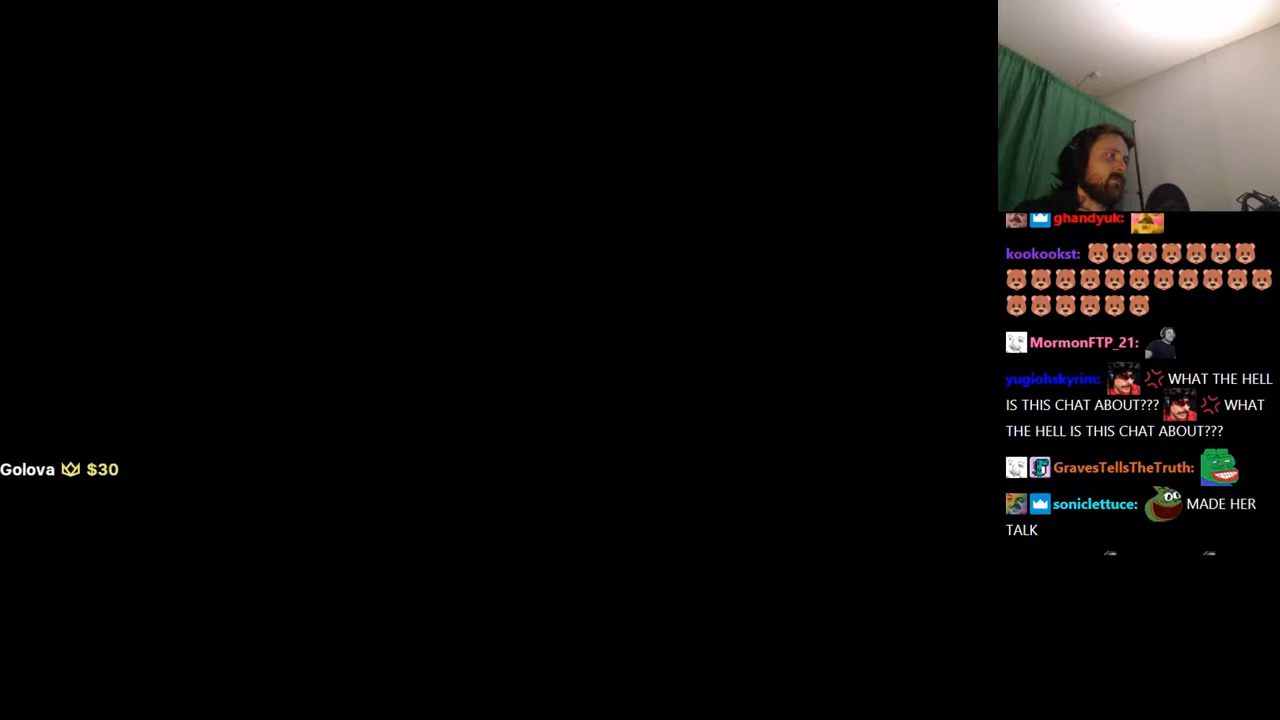 ghandyuk:
kookookst:
MormonFTP_21:
yugiohskyrim: WHAT THE HELL
IS THIS CHAT ABOUT??? WHAT
THE HELL IS THIS CHAT ABOUT???
Golova $30
GravesTellsTheTruth:
soniclettuce: MADE HER
TALK